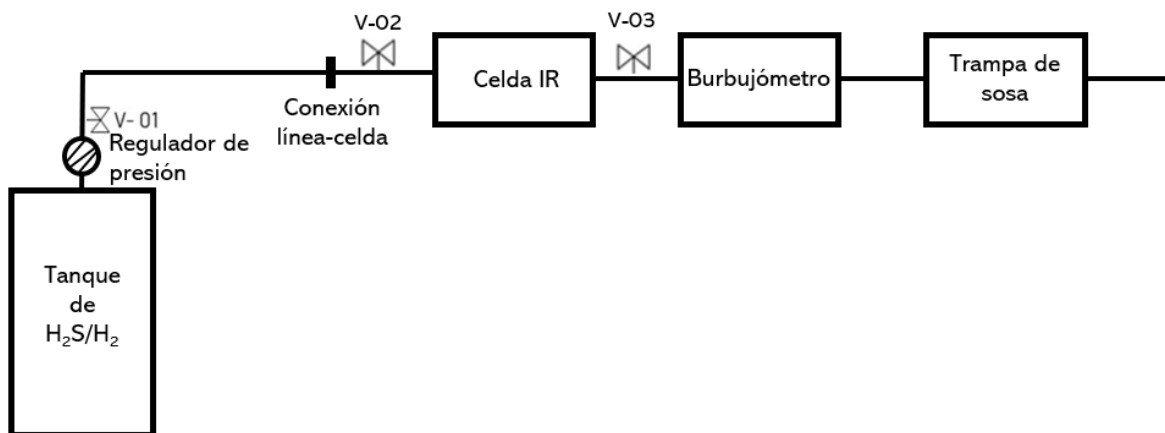 V-02
V-03
Celda IR
Burbujómetro
Trampa de
sosa
Conexión
línea-celda
V- 01
Regulador de
presión
Tanque
de
H₂S/H₂